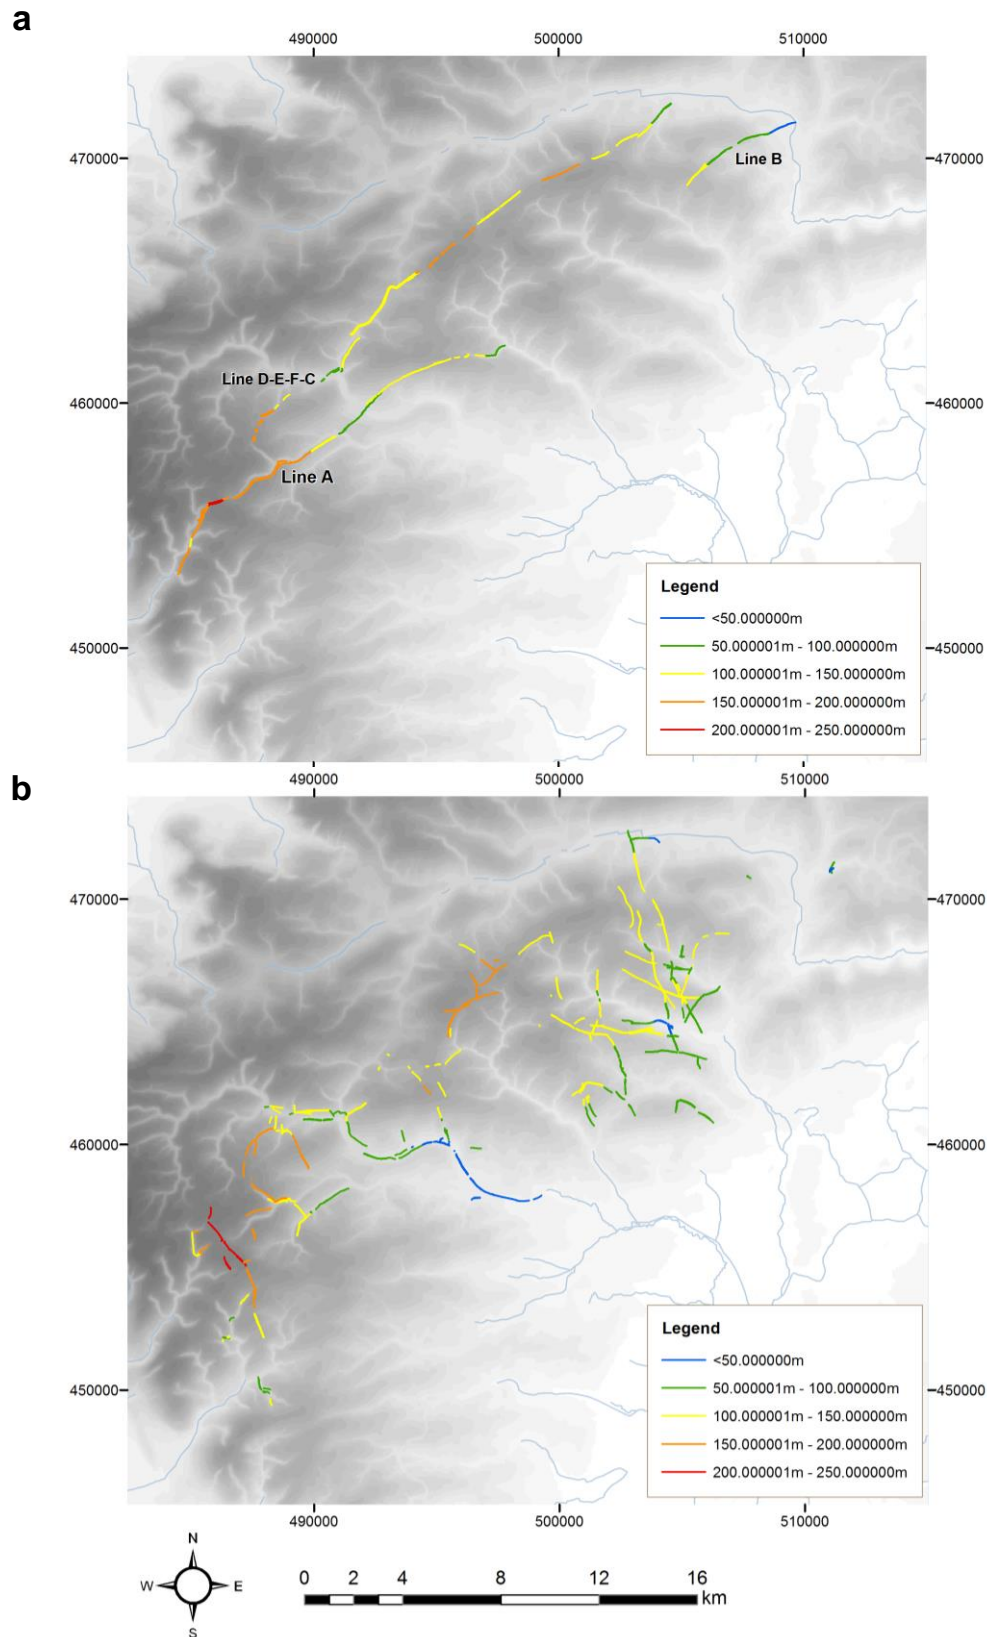 a
490000 500000 510000
470000 470000
Line B
Line D-E-F-C
460000 460000
Line A
450000 450000
Legend
<50.000000m
50.000001m - 100.000000m
100.000001m - 150.000000m
150.000001m - 200.000000m
200.000001m - 250.000000m
490000 500000 510000
b
470000 470000
460000 460000
450000 450000
Legend
<50.000000m
50.000001m - 100.000000m
100.000001m - 150.000000m
150.000001m - 200.000000m
200.000001m - 250.000000m
490000 500000 510000
N
W E
S
0 2 4 8 12 16
km